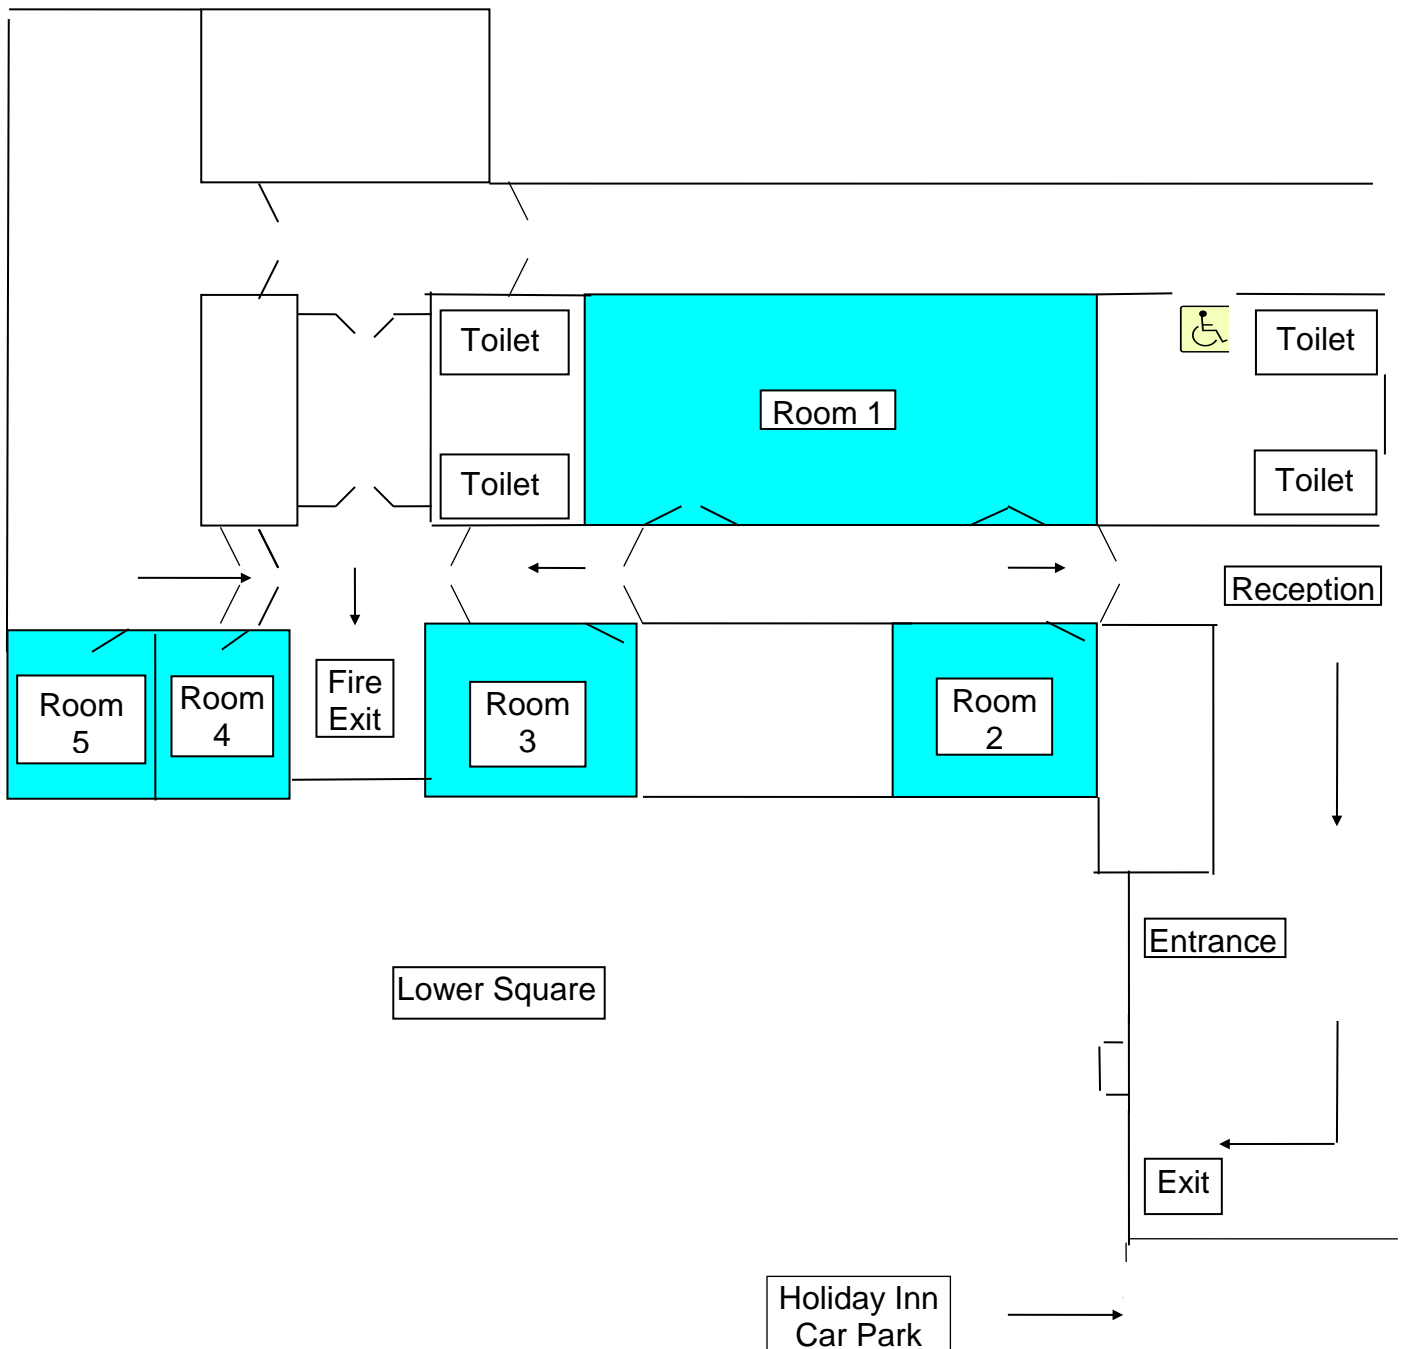 Toilet
Toilet
Room 1
Toilet
Toilet
Reception
Room
5
Room
4
Fire
Exit
Room
3
Room
2
Entrance
Lower Square
Exit
Holiday Inn
Car Park